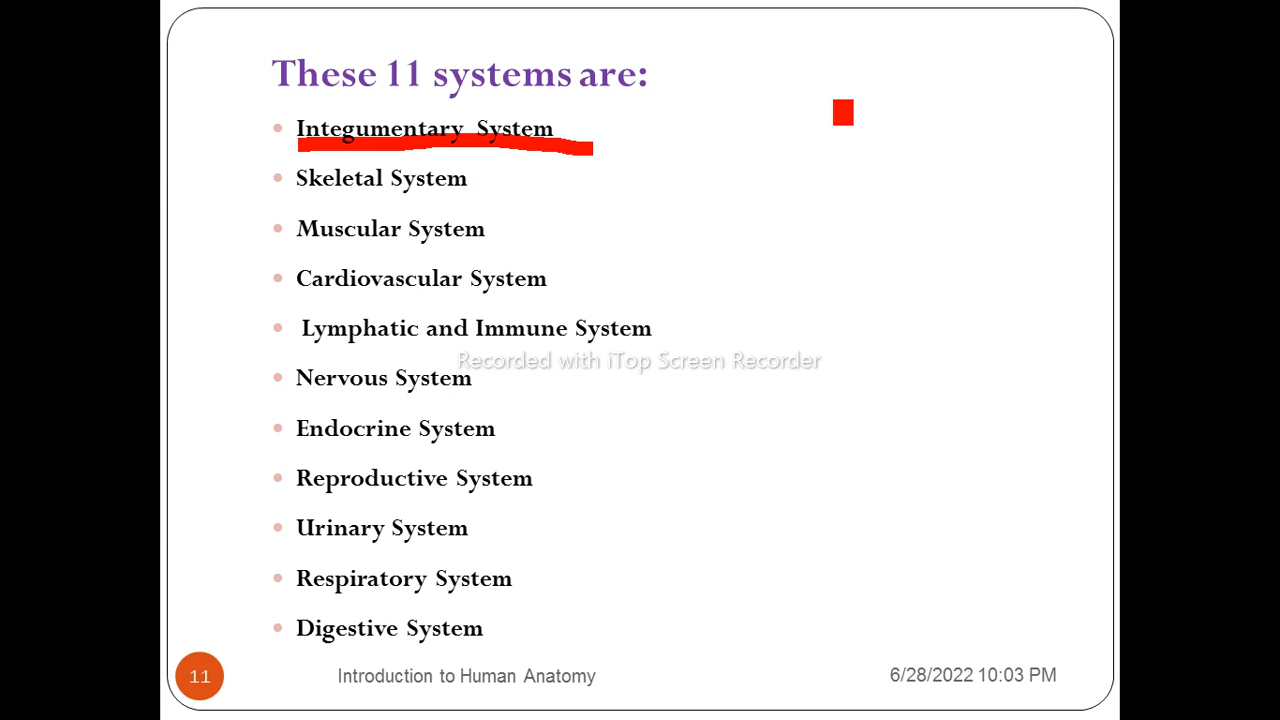 These 11 systems are:
Integumentary System
Skeletal System
Muscular System
Cardiovascular System
Lymphatic and Immune System
Recorded with iTop Screen Recorder
Nervous System
Endocrine System
Reproductive System
Urinary System
Respiratory System
Digestive System
11 Introduction to Human Anatomy 6/28/2022 10:03 PM